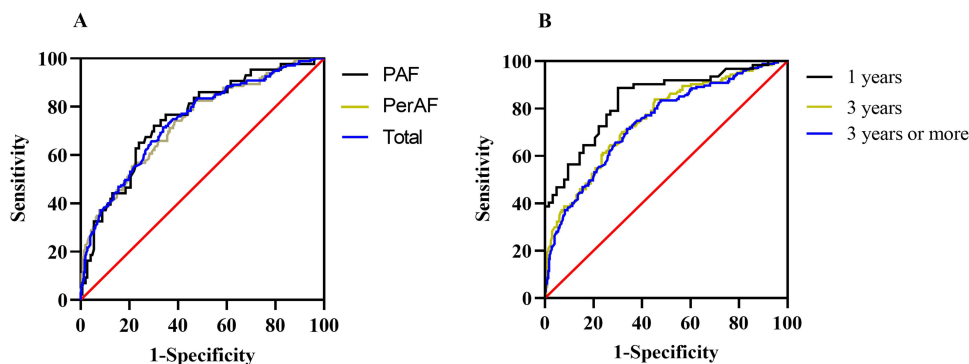 A
Sensitivity
100
80
60
40
20
0
0 20 40 60 80 100
1-Specificity
PAF
PerAF
Total
B
Sensitivity
100
80
60
40
20
0
0 20 40 60 80 100
1-Specificity
1 years
3 years
3 years or more